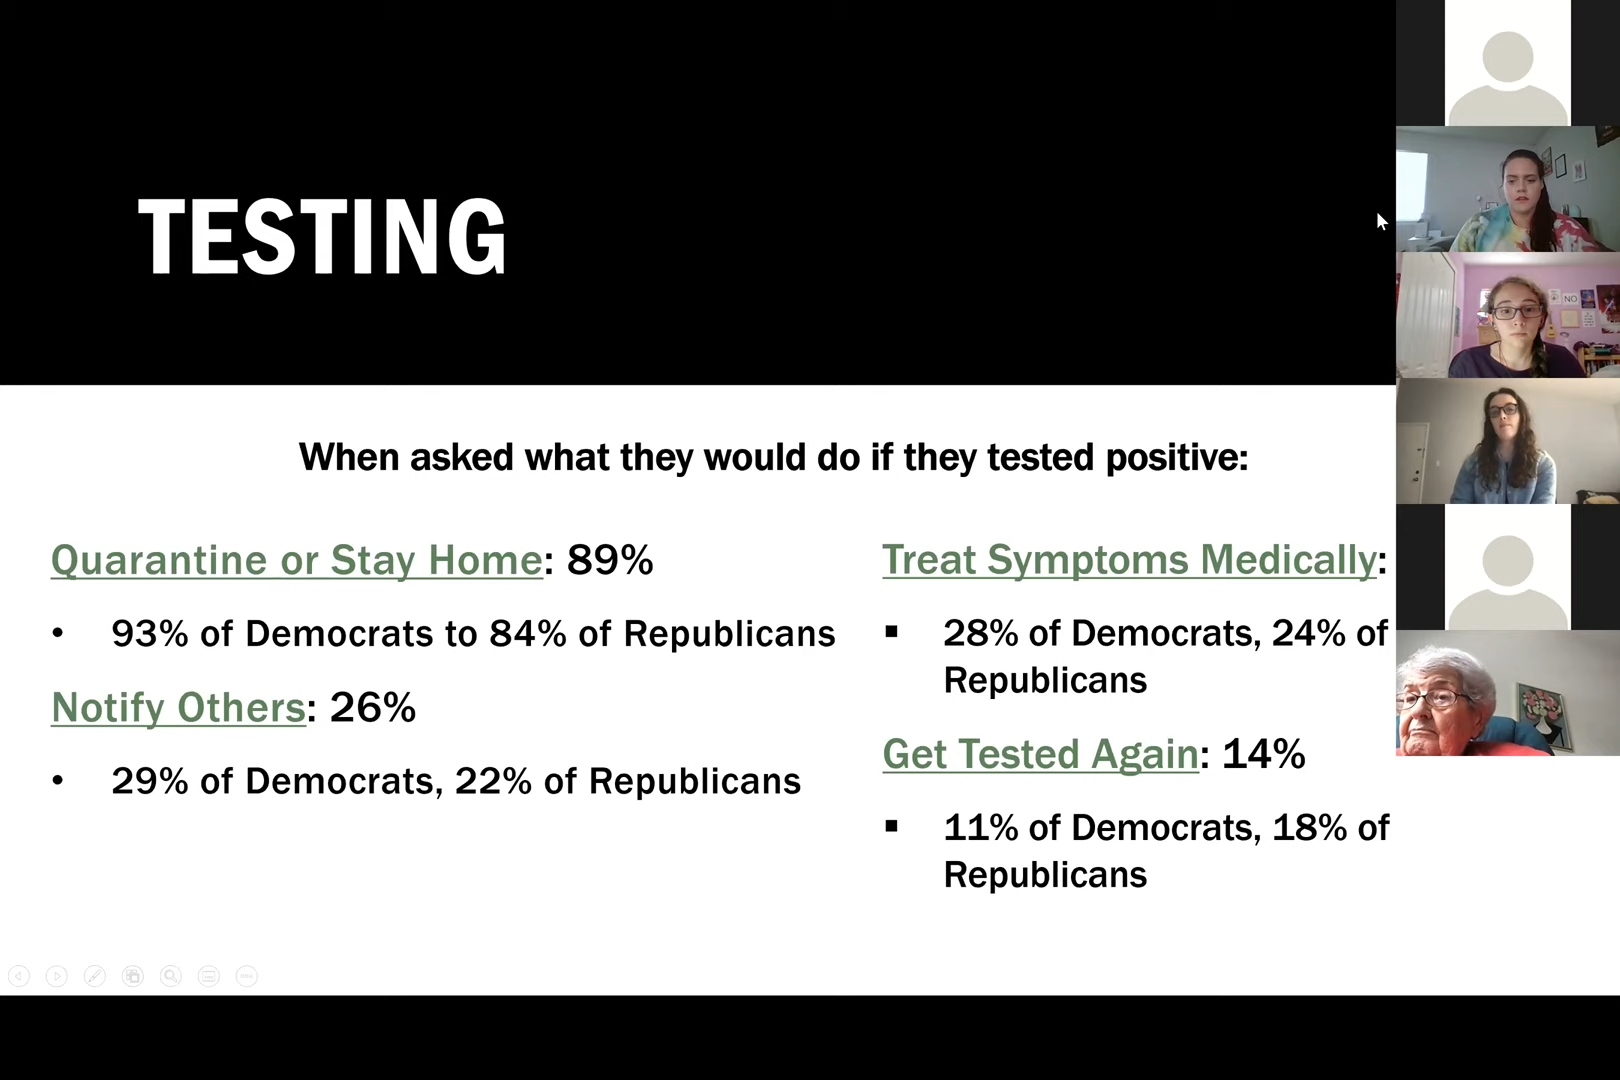 TESTING
When asked what they would do if they tested positive:
Quarantine or Stay Home: 89%
• 93% of Democrats to 84% of Republicans
Notify Others: 26%
• 29% of Democrats, 22% of Republicans
Treat Symptoms Medically:
▪ 28% of Democrats, 24% of
Republicans
Get Tested Again: 14%
▪ 11% of Democrats, 18% of
Republicans
NO